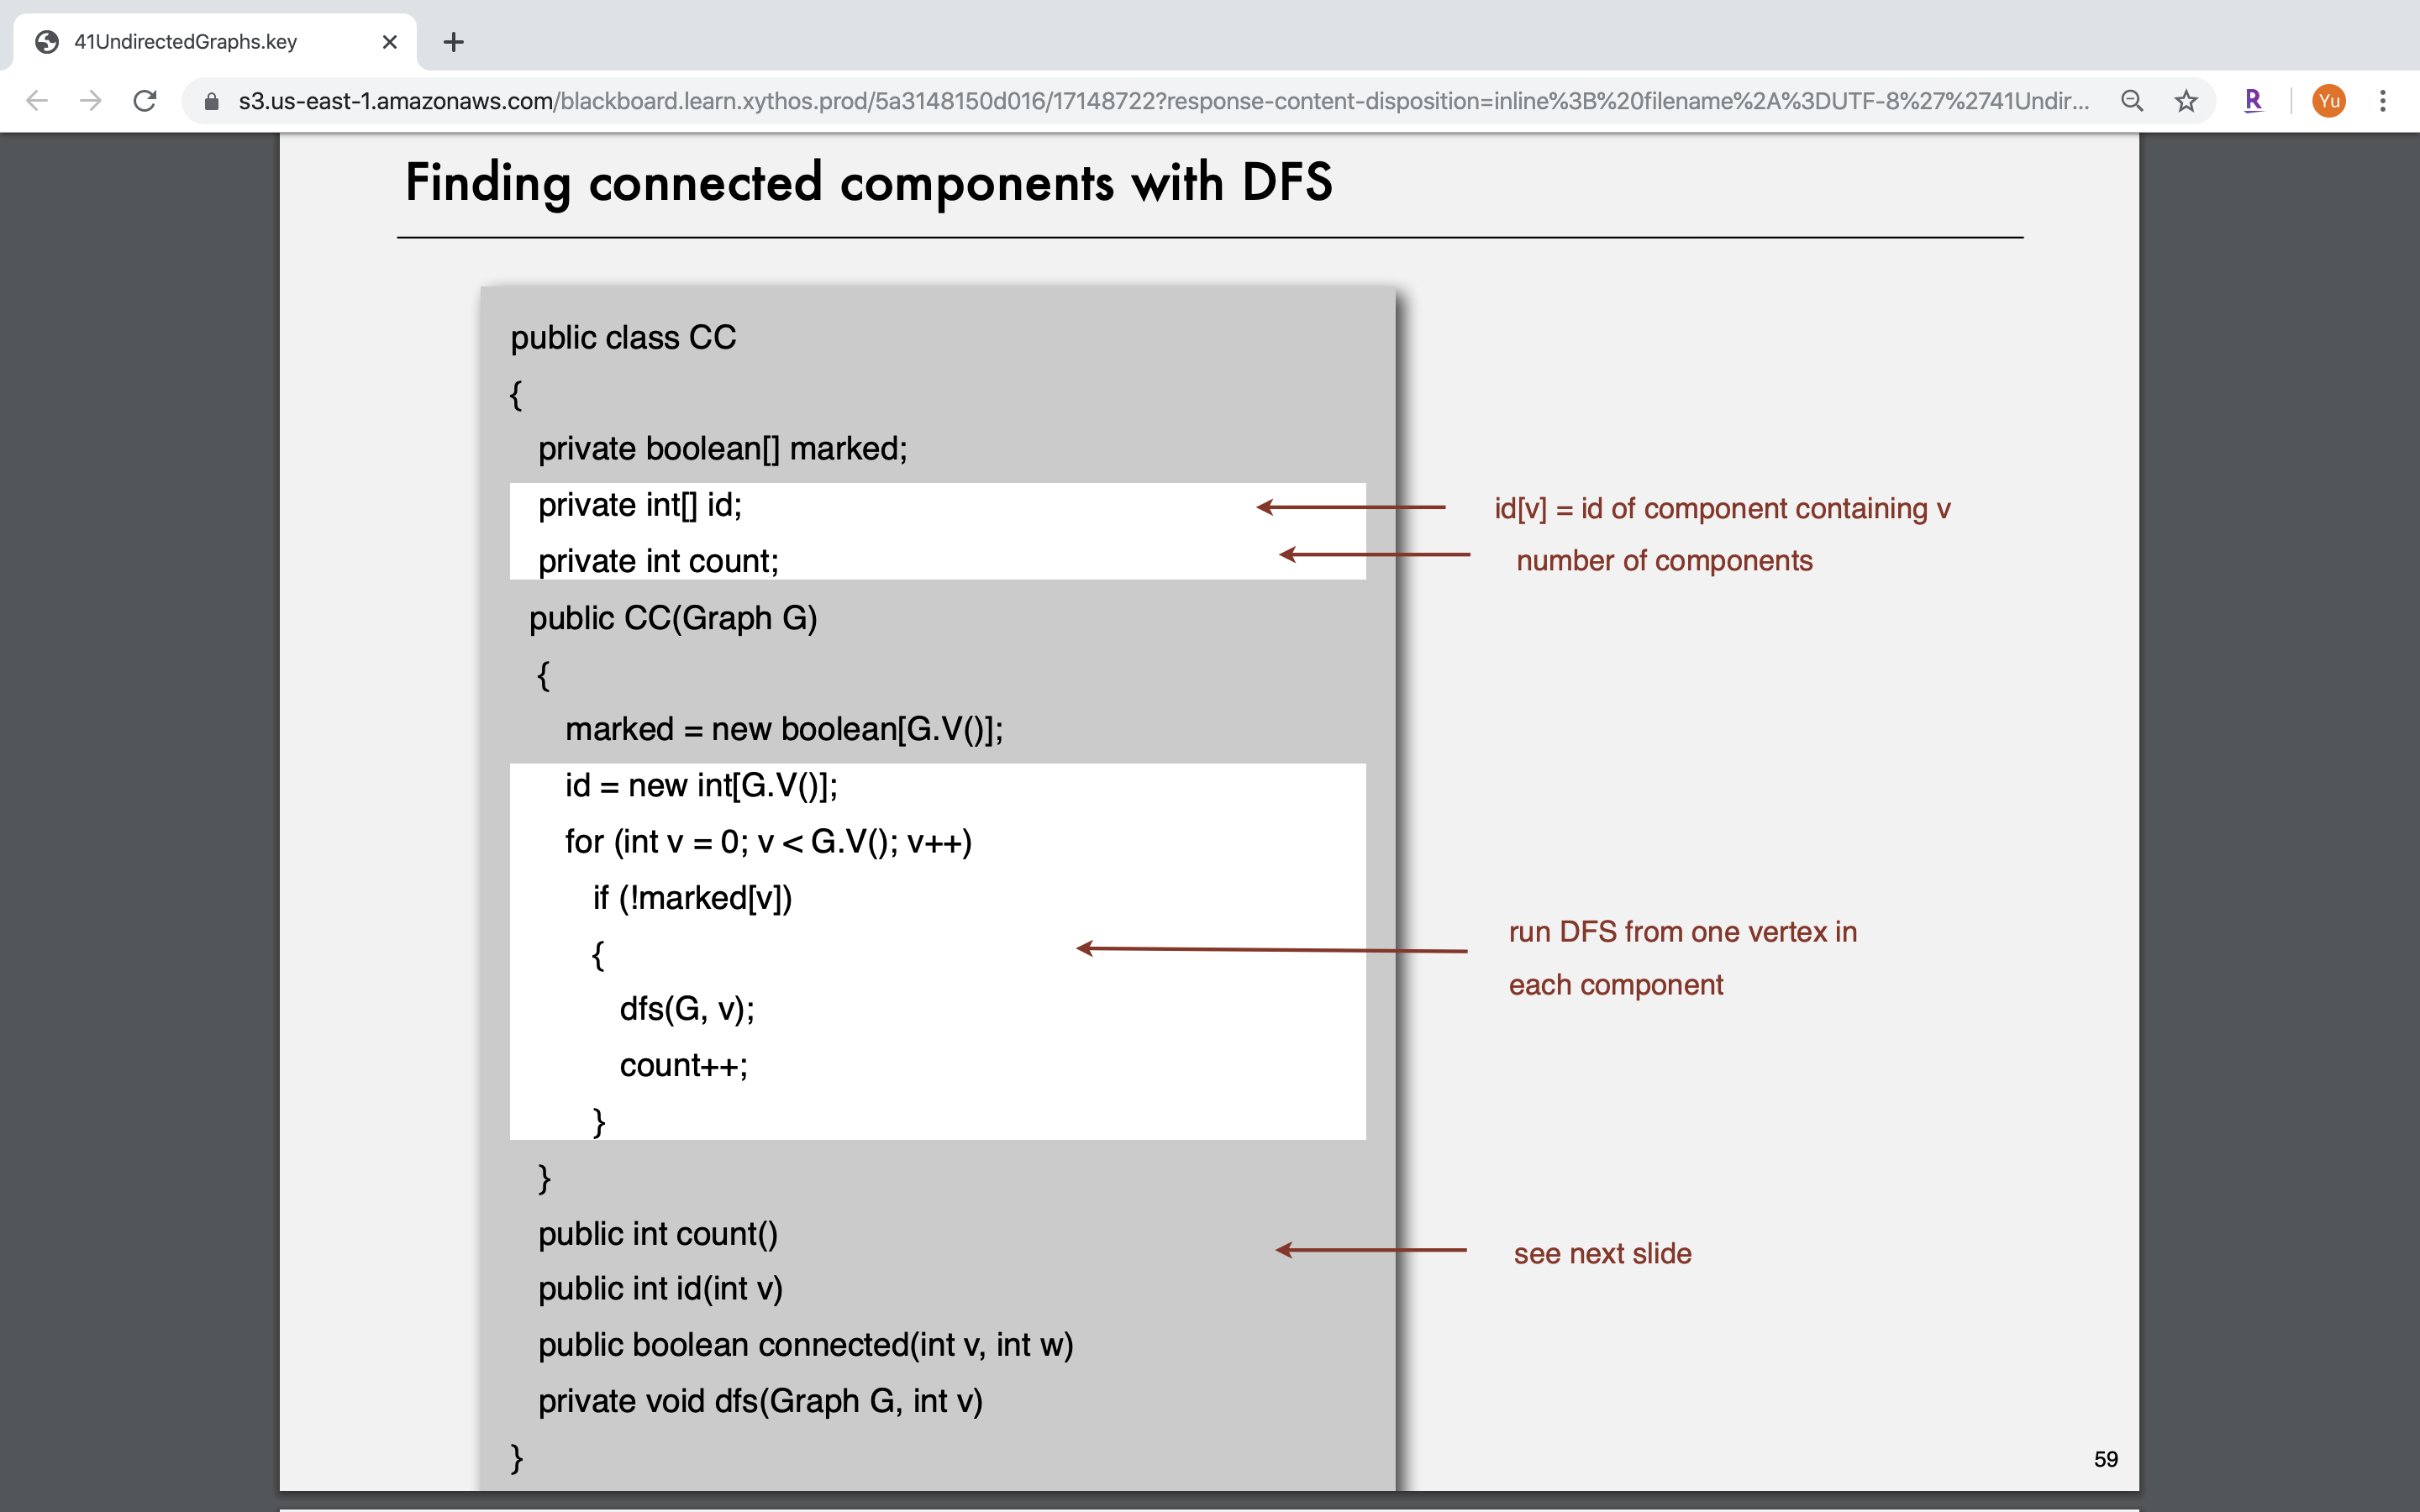 41UndirectedGraphs.key
s3.us-east-1.amazonaws.com/blackboard.learn.xythos.prod/5a3148150d016/17148722?response-content-disposition=inline%3B%20filename%2A%3DUTF-8%27%2741Undir...
R
Yu
Finding connected components with DFS
public class CC
{
private boolean[] marked;
private int[] id;
id[v] = id of component containing v
private int count;
number of components
public CC(Graph G)
{
marked = new boolean[G.V()];
id = new int[G.V()];
for (int v = 0; v < G.V(); v++)
if (!marked[v])
{
run DFS from one vertex in
each component
dfs(G, v);
count++;
}
}
public int count()
see next slide
public int id(int v)
public boolean connected(int v, int w)
private void dfs(Graph G, int v)
}
59